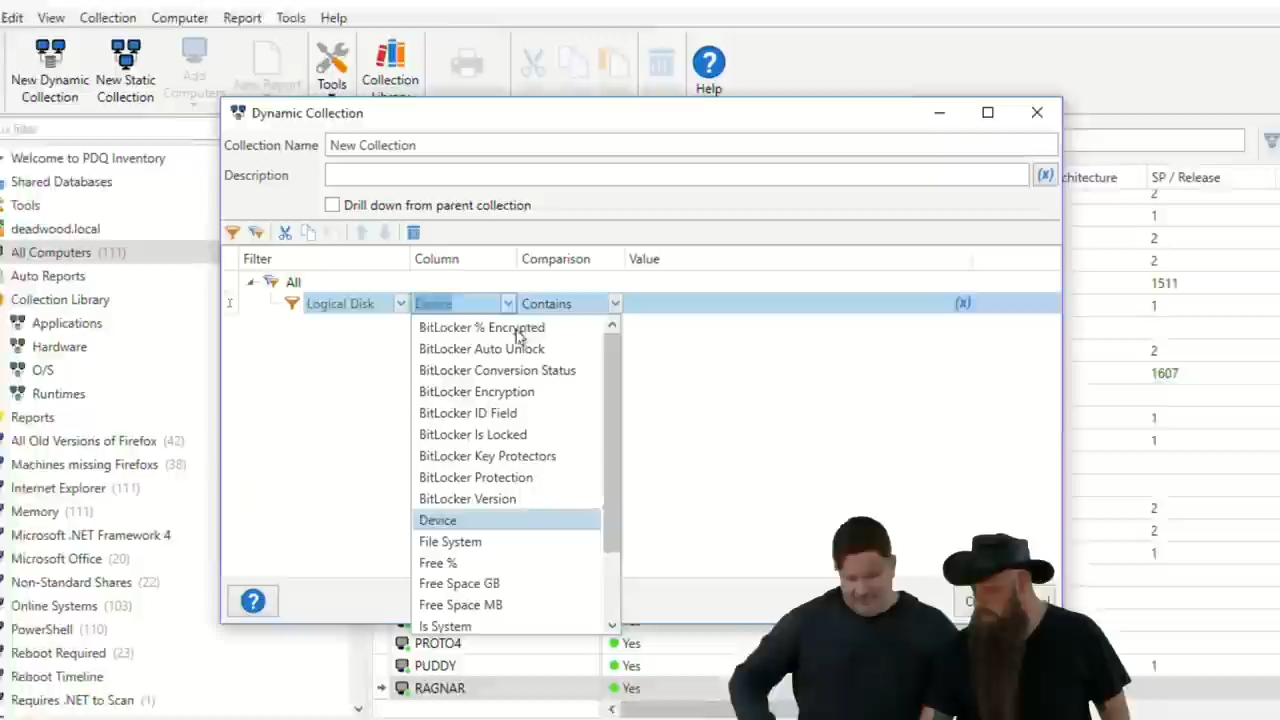 Edit View Collection Computer Report Tools Help
New Dynamic Collection
New Static Collection
Add Computers
New Report
Tools
Collection
Help
Dynamic Collection
Collection Name New Collection
Description (x)
Drill down from parent collection
Filter Column Comparison Value
All
Logical Disk Device Contains (x)
BitLocker % Encrypted
BitLocker Auto Unlock
BitLocker Conversion Status
BitLocker Encryption
BitLocker ID Field
BitLocker Is Locked
BitLocker Key Protectors
BitLocker Protection
BitLocker Version
Device
File System
Free %
Free Space GB
Free Space MB
Is System
Welcome to PDQ Inventory
Shared Databases
Tools
deadwood.local
All Computers (111)
Auto Reports
Collection Library
Applications
Hardware
O/S
Runtimes
Reports
All Old Versions of Firefox (42)
Machines missing Firefoxs (38)
Internet Explorer (111)
Memory (111)
Microsoft .NET Framework 4
Microsoft Office (20)
Non-Standard Shares (22)
Online Systems (103)
PowerShell (110)
Reboot Required (23)
Reboot Timeline
Requires .NET to Scan (1)
PROTO4 Yes
PUDDY Yes
RAGNAR Yes
SP / Release
2
1
2
2
1511
1
2
1607
1
1
2
2
1
1